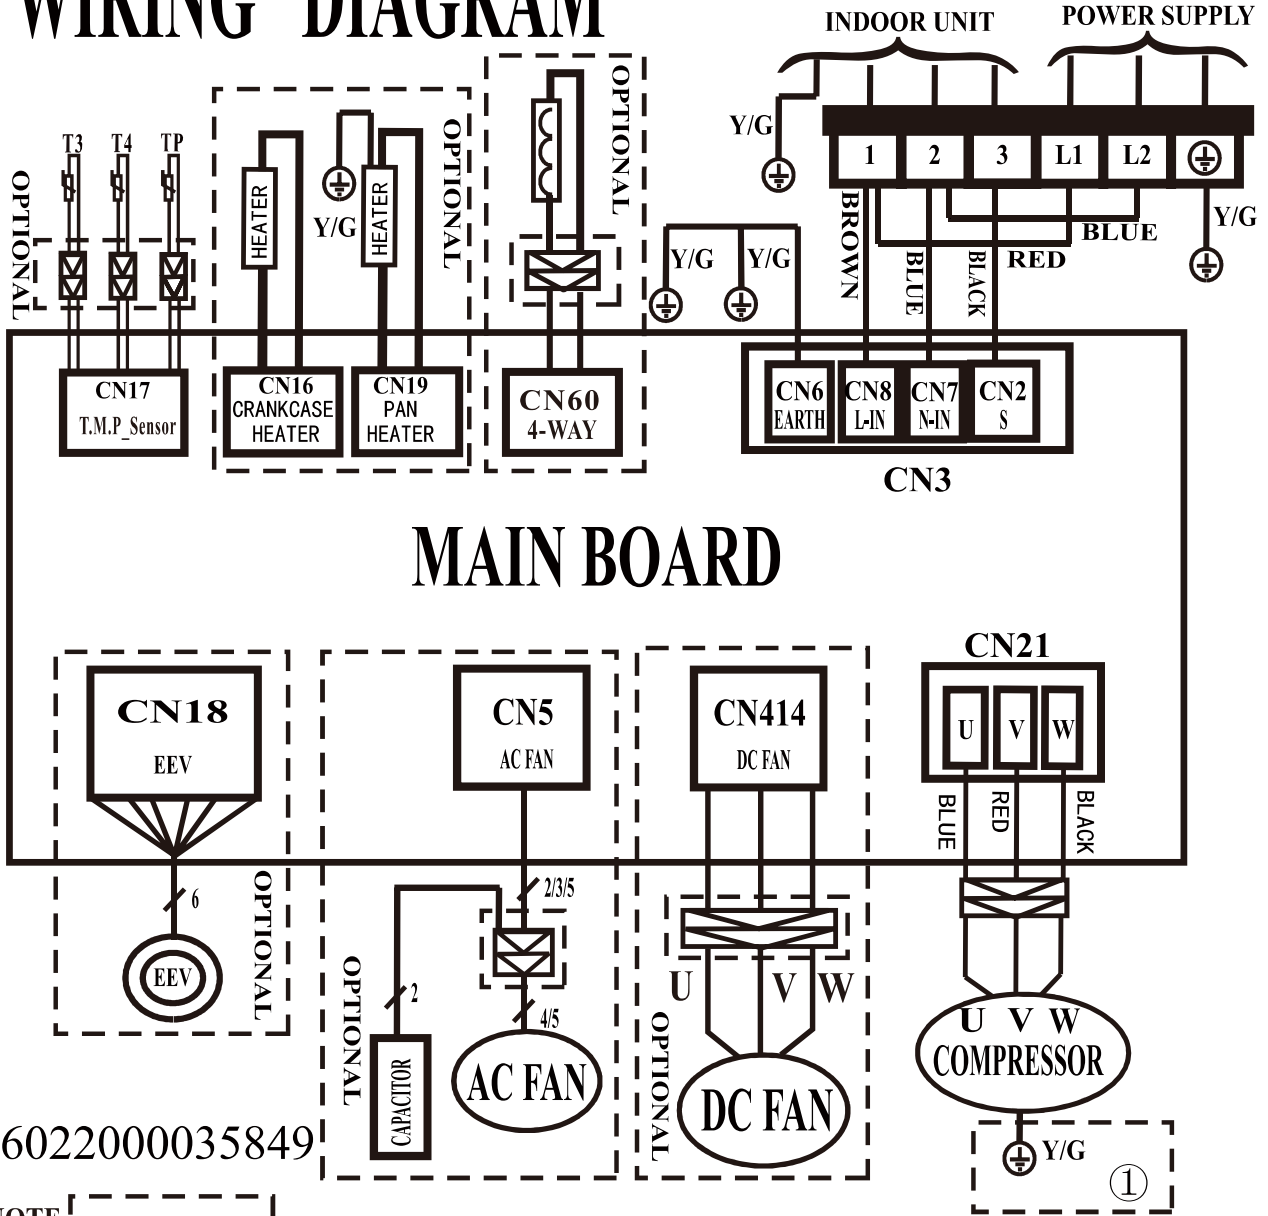 WIRING DIAGRAM
INDOOR UNIT
POWER SUPPLY
OPTIONAL
OPTIONAL
OPTIONAL
T3 T4 TP
Y/G
1 2 3 L1 L2
HEATER
Y/G
HEATER
BROWN
BLUE
BLACK
RED
BLUE
Y/G
Y/G
Y/G
CN17
T.M.P_Sensor
CN16
CRANKCASE
HEATER
CN19
PAN
HEATER
CN60
4-WAY
CN6
EARTH
CN8
L-IN
CN7
N-IN
CN2
S
CN3
MAIN BOARD
CN21
CN18
EEV
CN5
AC FAN
CN414
DC FAN
U V W
BLUE
RED
BLACK
6
OPTIONAL
EEV
2/3/5
2
4/5
OPTIONAL
CAPACITOR
AC FAN
U V W
OPTIONAL
DC FAN
U V W
COMPRESSOR
Y/G
①
6022000035849
NOTE